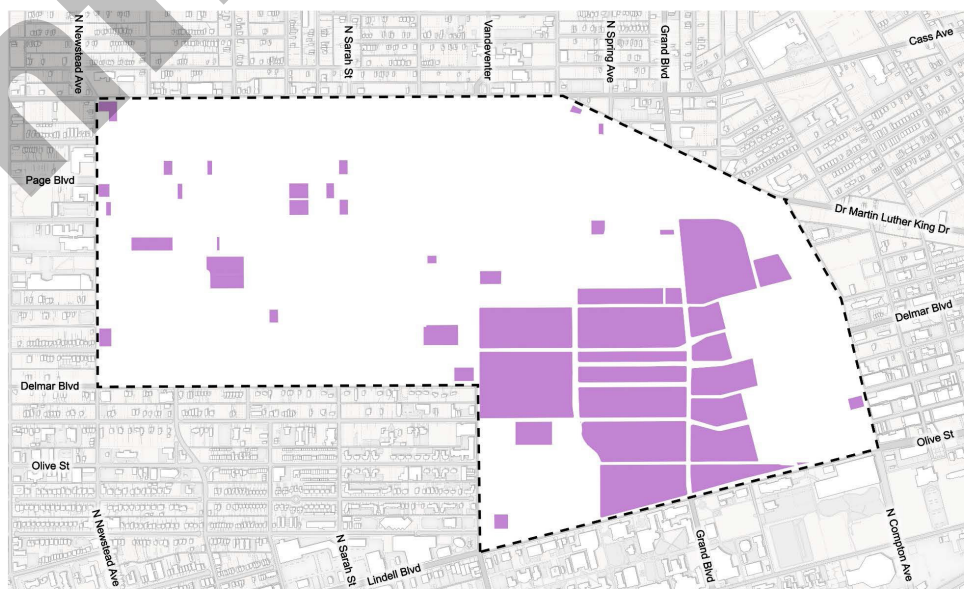 N Newstead Ave
N Sarah St
Vandeventer
N Spring Ave
Grand Blvd
Cass Ave
Page Blvd
Dr Martin Luther King Dr
Delmar Blvd
Delmar Blvd
Olive St
Olive St
N Newstead Ave
N Sarah St
Lindell Blvd
Grand Blvd
N Compton Ave